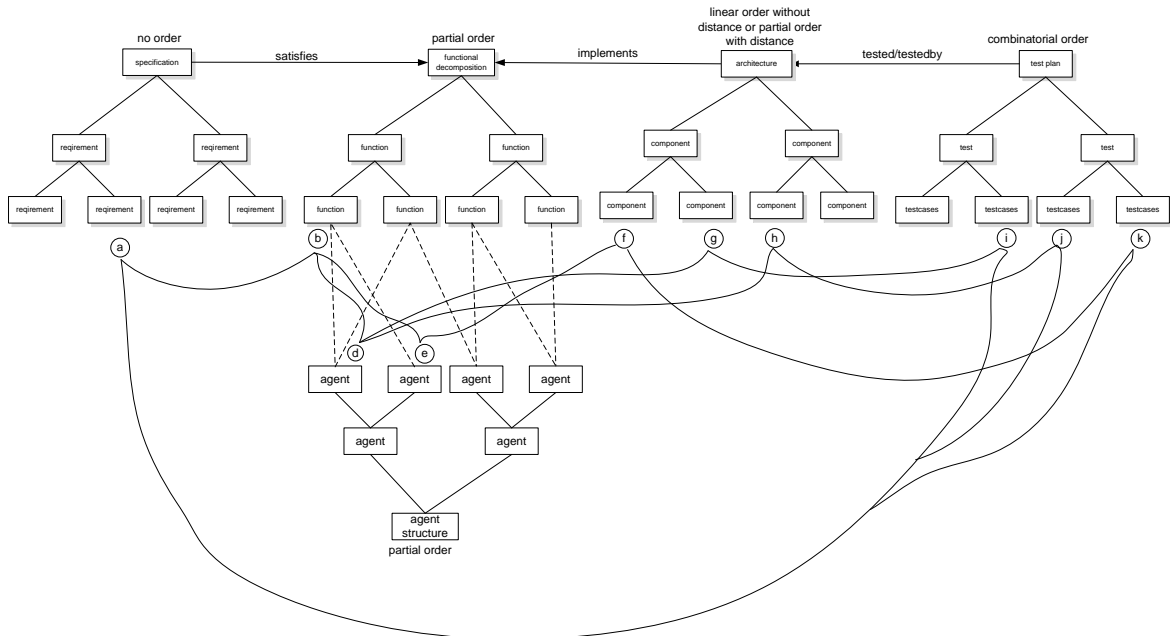 linear order without
distance or partial order
with distance
no order
partial order
combinatorial order
specification
satisfies
functional
decomposition
implements
architecture
tested/testedby
test plan
reqirement
reqirement
function
function
component
component
test
test
reqirement
reqirement
reqirement
reqirement
function
function
function
function
component
component
component
component
testcases
testcases
testcases
testcases
a
b
f
g
h
i
j
k
d
e
agent
agent
agent
agent
agent
agent
agent
structure
partial order